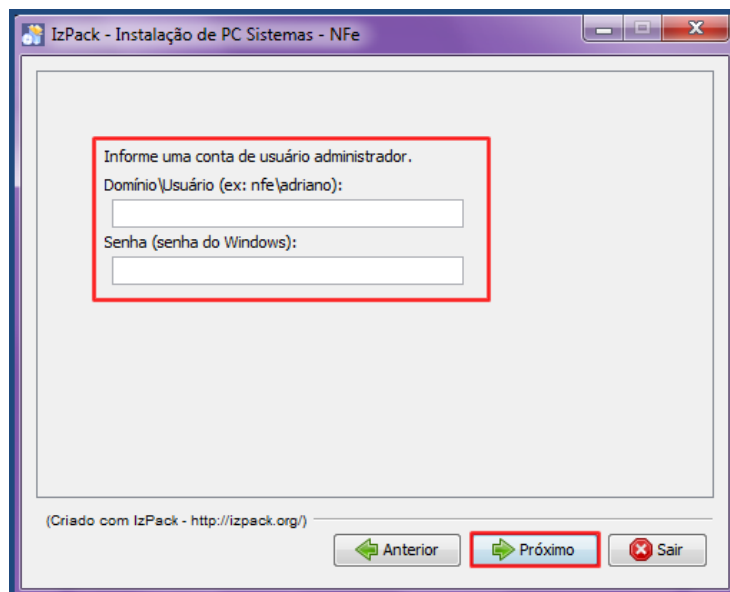 IzPack - Instalação de PC Sistemas - NFe
Informe uma conta de usuário administrador.
Domínio\Usuário (ex: nfe\adriano):
Senha (senha do Windows):
(Criado com IzPack - http://izpack.org/)
Anterior
Próximo
Sair